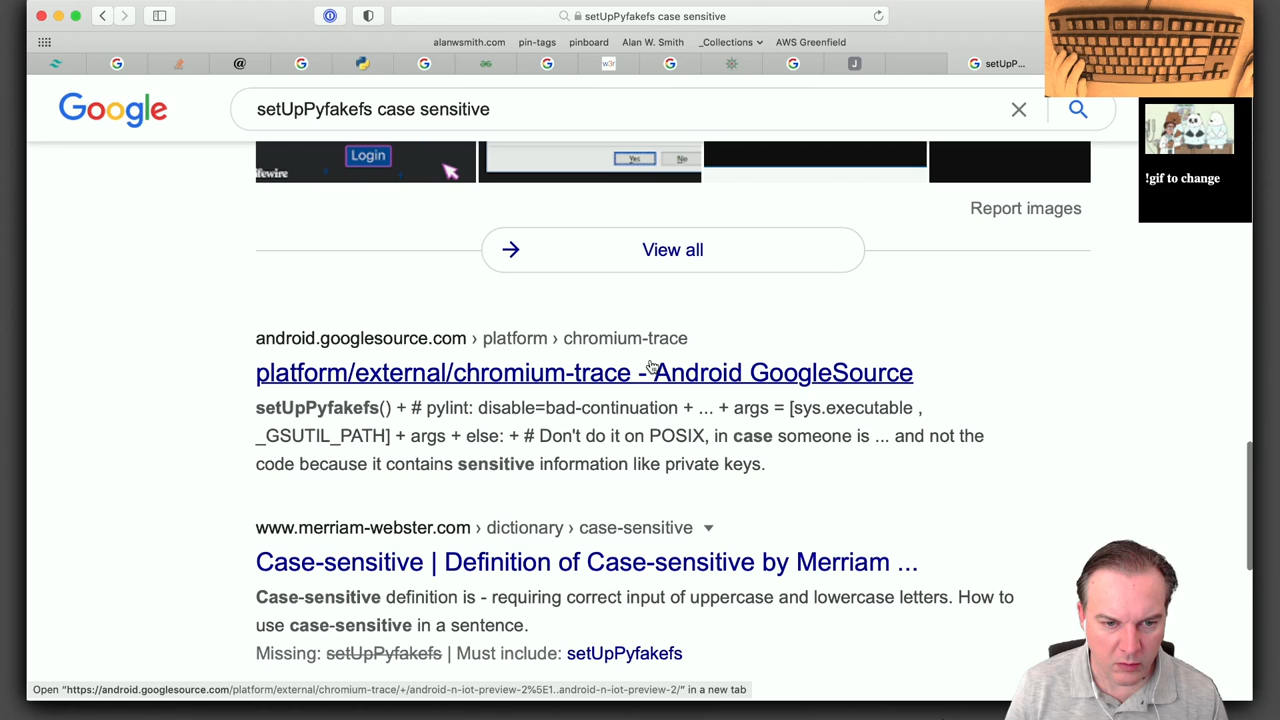 setUpPyfakefs case sensitive
alanwsmith.com pin-tags pinboard Alan W. Smith _Collections AWS Greenfield
@ w3r J setUpP...
Google setUpPyfakefs case sensitive
Login Yes No
ifewire
!gif to change
Report images
View all
android.googlesource.com › platform › chromium-trace
platform/external/chromium-trace - Android GoogleSource
setUpPyfakefs() + # pylint: disable=bad-continuation + ... + args = [sys.executable ,
_GSUTIL_PATH] + args + else: + # Don't do it on POSIX, in case someone is ... and not the
code because it contains sensitive information like private keys.
www.merriam-webster.com › dictionary › case-sensitive
Case-sensitive | Definition of Case-sensitive by Merriam ...
Case-sensitive definition is - requiring correct input of uppercase and lowercase letters. How to
use case-sensitive in a sentence.
Missing: setUpPyfakefs | Must include: setUpPyfakefs
Open "https://android.googlesource.com/platform/external/chromium-trace/+/android-n-iot-preview-2%5E1..android-n-iot-preview-2/" in a new tab